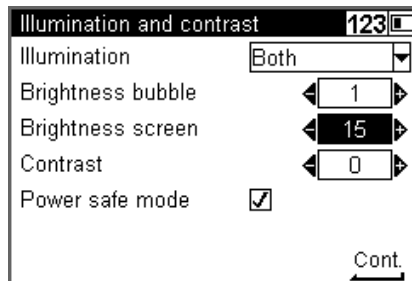 Illumination and contrast 123
Illumination Both
Brightness bubble 1
Brightness screen 15
Contrast 0
Power safe mode
Cont.